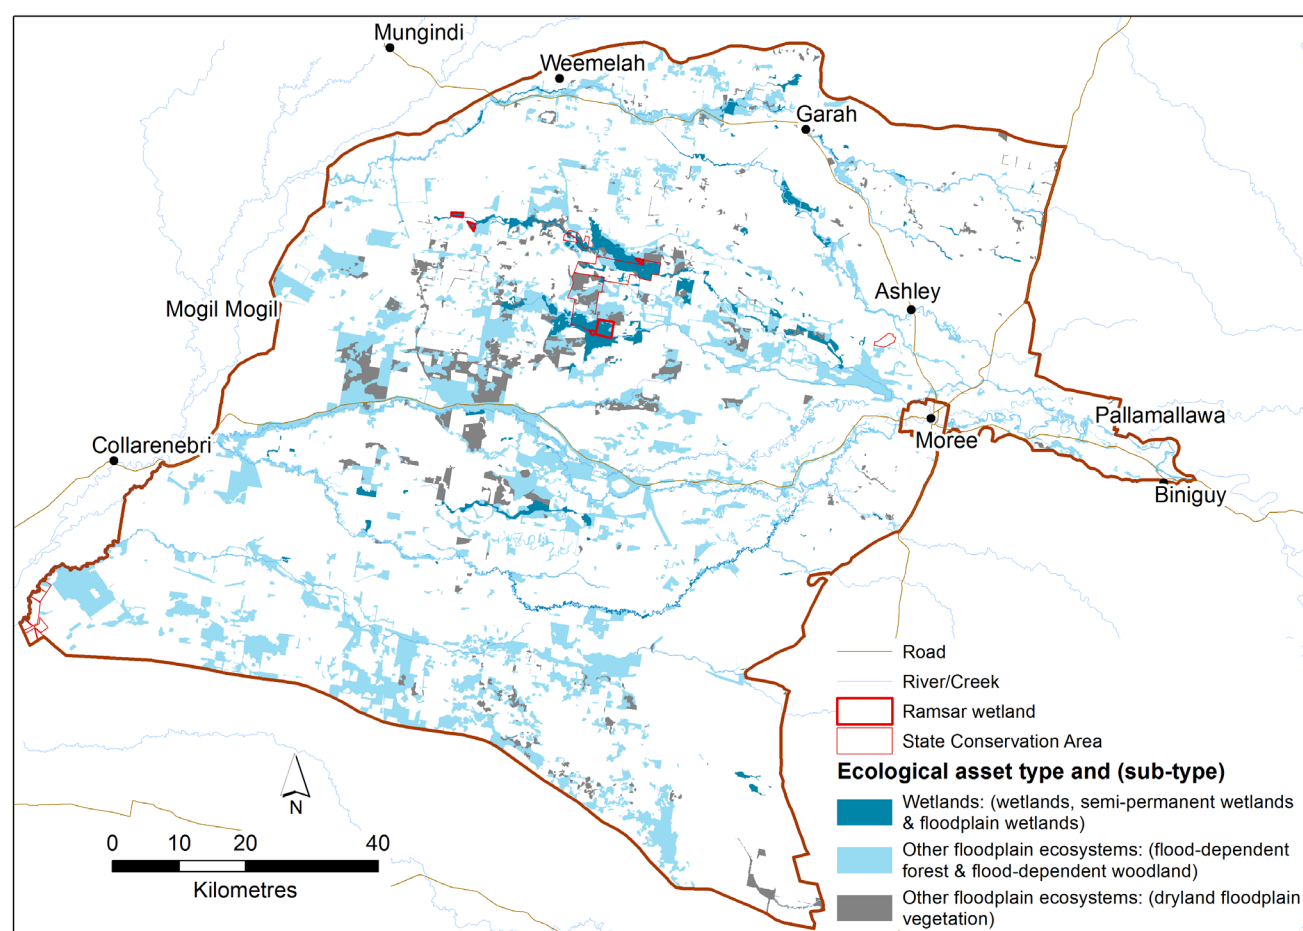 Mungindi
Weemelah
Garah
Mogil Mogil
Ashley
Pallamallawa
Collarenebri
Moree
Biniguy
Road
River/Creek
Ramsar wetland
State Conservation Area
Ecological asset type and (sub-type)
Wetlands: (wetlands, semi-permanent wetlands
& floodplain wetlands)
Other floodplain ecosystems: (flood-dependent
forest & flood-dependent woodland)
Other floodplain ecosystems: (dryland floodplain
vegetation)
N
0 10 20 40
Kilometres